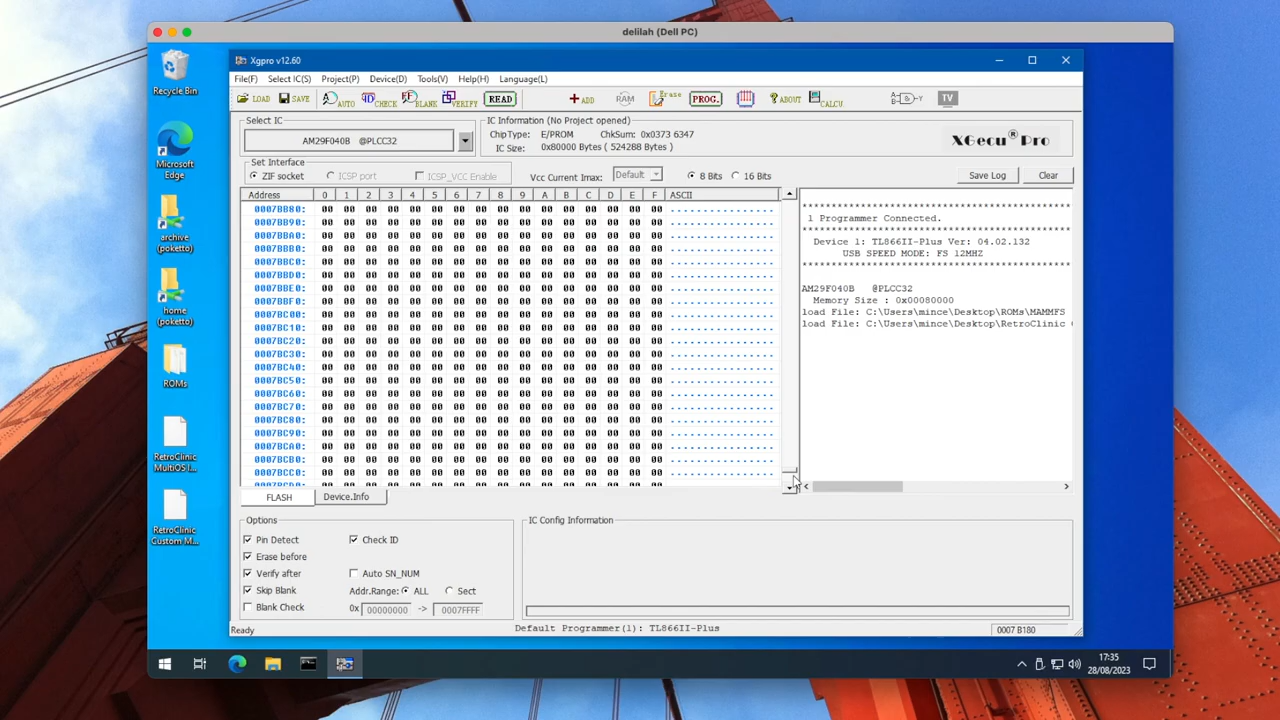 delilah (Dell PC)
Recycle Bin
Microsoft
Edge
archive
(poketto)
home
(poketto)
ROMs
RetroClinic
MultiOS I...
RetroClinic
Custom M...
Xgpro v12.60
File(F) Select IC(S) Project(P) Device(D) Tools(V) Help(H) Language(L)
LOAD SAVE AUTO CHECK BLANK VERIFY READ ADD RAM Erase PROG. ABOUT CALCU TV
Select IC
AM29F040B @PLCC32
IC Information (No Project opened)
ChipType: E/PROM ChkSum: 0x0373 6347
IC Size: 0x80000 Bytes ( 524288 Bytes )
XGecu® Pro
Set Interface
ZIF socket ICSP port ICSP_VCC Enable Vcc Current Imax: Default 8 Bits 16 Bits
Save Log Clear
Address 0 1 2 3 4 5 6 7 8 9 A B C D E F ASCII
0007BB80: 00 00 00 00 00 00 00 00 00 00 00 00 00 00 00 00 ................
0007BB90: 00 00 00 00 00 00 00 00 00 00 00 00 00 00 00 00 ................
0007BBA0: 00 00 00 00 00 00 00 00 00 00 00 00 00 00 00 00 ................
0007BBB0: 00 00 00 00 00 00 00 00 00 00 00 00 00 00 00 00 ................
0007BBC0: 00 00 00 00 00 00 00 00 00 00 00 00 00 00 00 00 ................
0007BBD0: 00 00 00 00 00 00 00 00 00 00 00 00 00 00 00 00 ................
0007BBE0: 00 00 00 00 00 00 00 00 00 00 00 00 00 00 00 00 ................
0007BBF0: 00 00 00 00 00 00 00 00 00 00 00 00 00 00 00 00 ................
0007BC00: 00 00 00 00 00 00 00 00 00 00 00 00 00 00 00 00 ................
0007BC10: 00 00 00 00 00 00 00 00 00 00 00 00 00 00 00 00 ................
0007BC20: 00 00 00 00 00 00 00 00 00 00 00 00 00 00 00 00 ................
0007BC30: 00 00 00 00 00 00 00 00 00 00 00 00 00 00 00 00 ................
0007BC40: 00 00 00 00 00 00 00 00 00 00 00 00 00 00 00 00 ................
0007BC50: 00 00 00 00 00 00 00 00 00 00 00 00 00 00 00 00 ................
0007BC60: 00 00 00 00 00 00 00 00 00 00 00 00 00 00 00 00 ................
0007BC70: 00 00 00 00 00 00 00 00 00 00 00 00 00 00 00 00 ................
0007BC80: 00 00 00 00 00 00 00 00 00 00 00 00 00 00 00 00 ................
0007BC90: 00 00 00 00 00 00 00 00 00 00 00 00 00 00 00 00 ................
0007BCA0: 00 00 00 00 00 00 00 00 00 00 00 00 00 00 00 00 ................
0007BCB0: 00 00 00 00 00 00 00 00 00 00 00 00 00 00 00 00 ................
0007BCC0: 00 00 00 00 00 00 00 00 00 00 00 00 00 00 00 00 ................
0007BCD0: 00 00 00 00 00 00 00 00 00 00 00 00 00 00 00 00
1 Programmer Connected.
Device 1: TL866II-Plus Ver: 04.02.132
USB SPEED MODE: FS 12MHZ
AM29F040B @PLCC32
Memory Size : 0x00080000
load File: C:\Users\mince\Desktop\ROMs\MAMMFS
load File: C:\Users\mince\Desktop\RetroClinic
FLASH Device.Info
Options
Pin Detect Check ID
Erase before
Verify after Auto SN_NUM
Skip Blank Addr.Range: ALL Sect
Blank Check 0x 00000000 -> 0007FFFF
IC Config Information
Ready Default Programmer(1): TL866II-Plus 0007 B180
17:35
28/08/2023